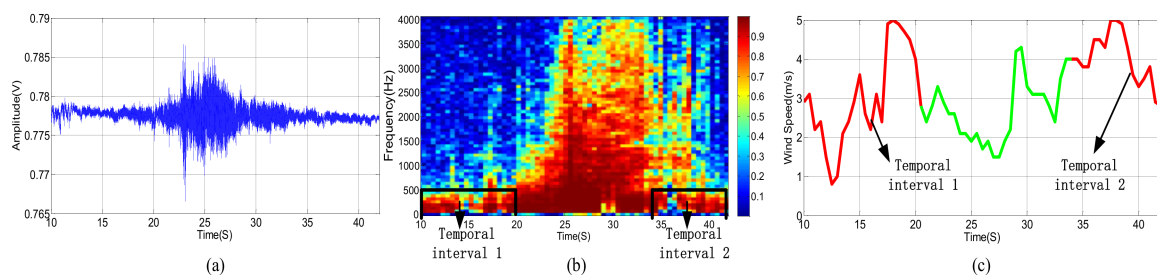 (a)
0.79
0.785
0.78
0.775
0.77
0.765
Amplitude(V)
10
15
20
25
30
35
40
Time(S)
(b)
4000
3500
3000
2500
2000
1500
1000
500
0
Frequency(Hz)
10
15
20
25
30
35
40
Time(S)
Temporal
interval 1
Temporal
interval 2
0.9
0.8
0.7
0.6
0.5
0.4
0.3
0.2
0.1
(c)
5
4
3
2
1
0
Wind Speed(m/s)
10
15
20
25
30
35
40
Time(S)
Temporal
interval 1
Temporal
interval 2
(a)
(b)
(c)